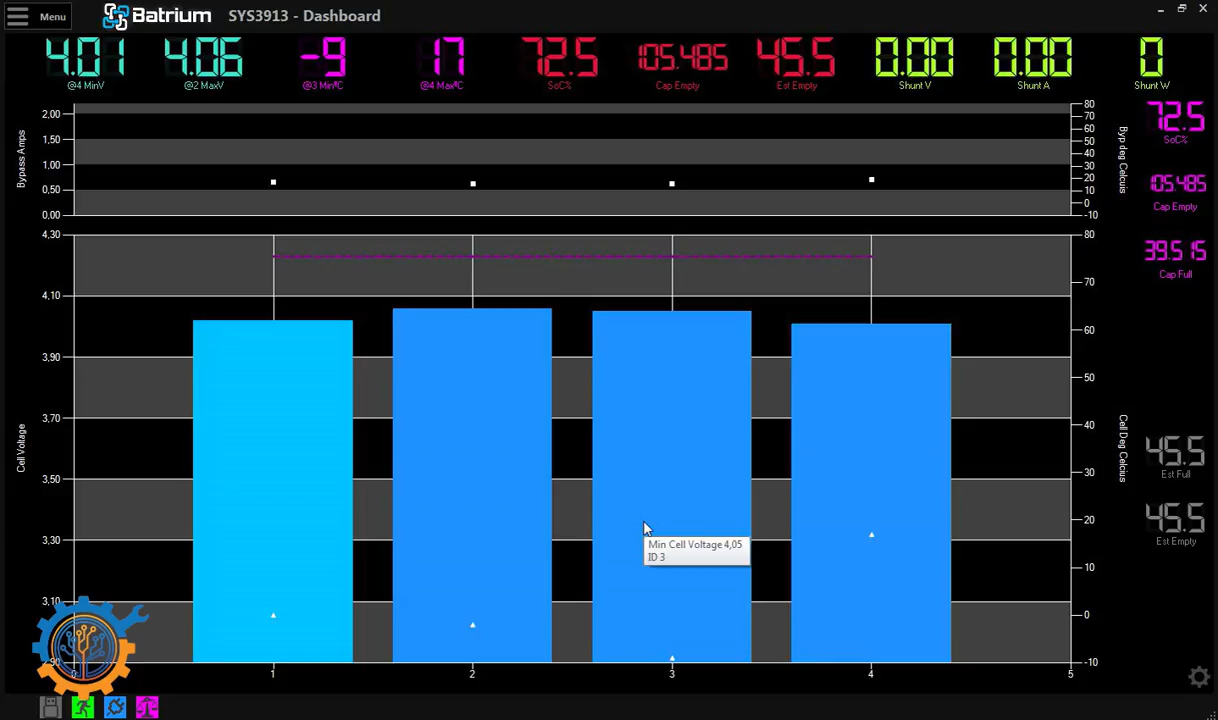 Menu
Batrium
SYS3913 - Dashboard
4.01 4.06 -9 17 72.5 105.485 45.5 0.00 0.00 0
@4 MinV @2 MaxV @3 MinºC @4 MaxºC SoC% Cap Empty Est Empty Shunt V Shunt A Shunt W
Bypass Amps
2,00
1,50
1,00
0,50
0,00
80
70
60
50
40
30
20
10
0
-10
Byp deg Celcius
72.5
SoC%
105.485
Cap Empty
39.515
Cap Full
Cell Voltage
4,30
4,10
3,90
3,70
3,50
3,30
3,10
80
70
60
50
40
30
20
10
0
-10
Cell Deg Celcius
45.5
Est Full
45.5
Est Empty
Min Cell Voltage 4,05
ID 3
1 2 3 4 5